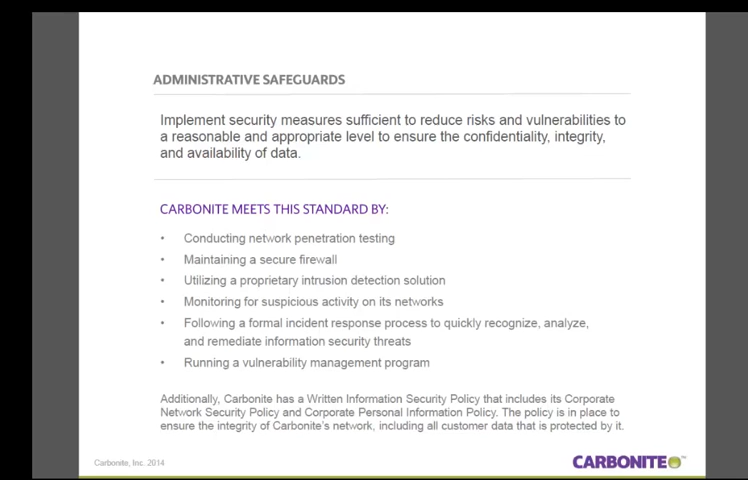 ADMINISTRATIVE SAFEGUARDS
Implement security measures sufficient to reduce risks and vulnerabilities to
a reasonable and appropriate level to ensure the confidentiality, integrity,
and availability of data.
CARBONITE MEETS THIS STANDARD BY:
• Conducting network penetration testing
• Maintaining a secure firewall
• Utilizing a proprietary intrusion detection solution
• Monitoring for suspicious activity on its networks
• Following a formal incident response process to quickly recognize, analyze,
and remediate information security threats
• Running a vulnerability management program
Additionally, Carbonite has a Written Information Security Policy that includes its Corporate
Network Security Policy and Corporate Personal Information Policy. The policy is in place to
ensure the integrity of Carbonite's network, including all customer data that is protected by it.
Carbonite, Inc. 2014
CARBONITE